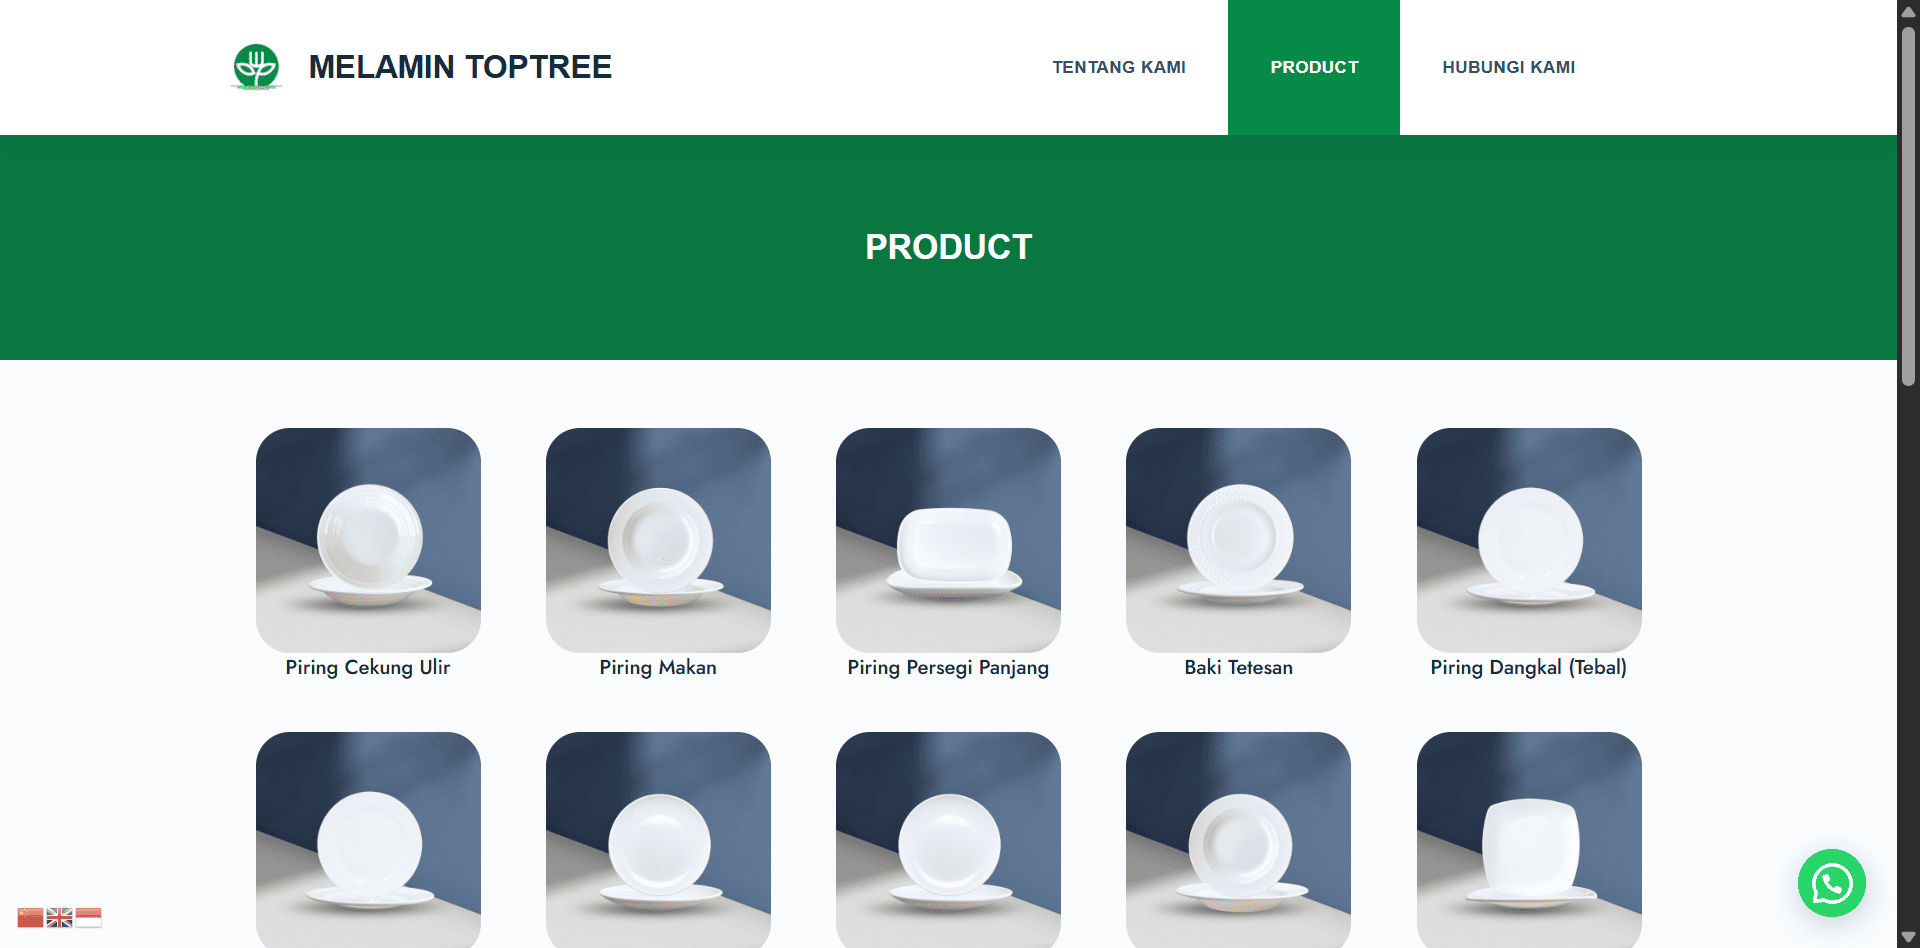 MELAMIN TOPTREE
TENTANG KAMI
PRODUCT
HUBUNGI KAMI
PRODUCT
Piring Cekung Ulir
Piring Makan
Piring Persegi Panjang
Baki Tetesan
Piring Dangkal (Tebal)